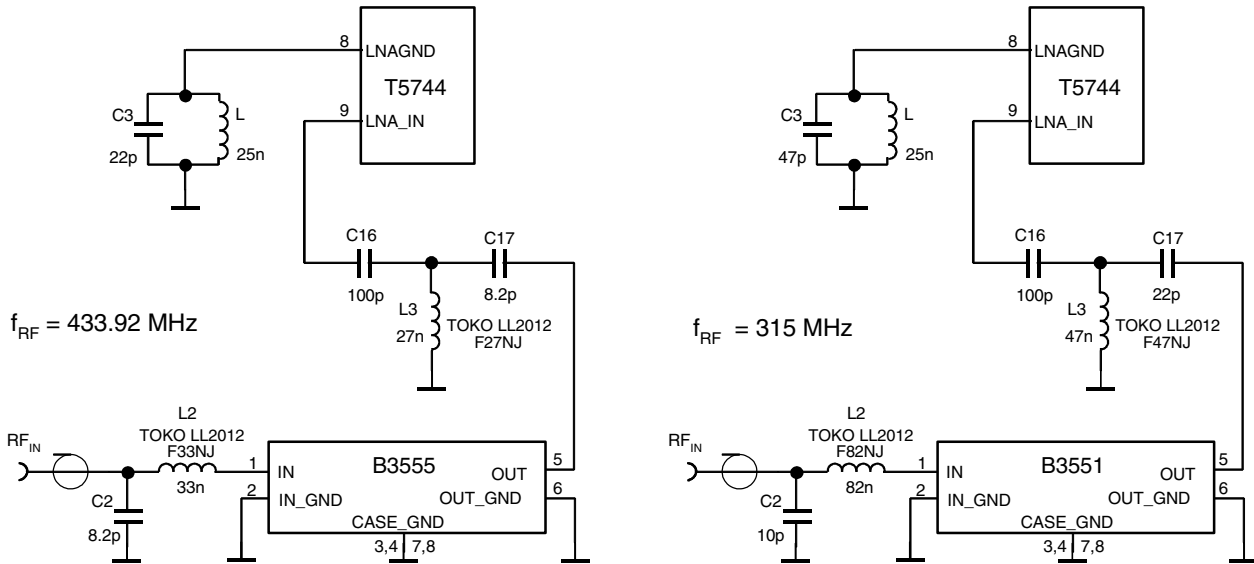 8
LNAGND
T5744
C3
L
9
LNA_IN
22p
25n
C16
C17
100p
8.2p
L3
27n
TOKO LL2012
F27NJ
f_RF = 433.92 MHz
L2
TOKO LL2012
F33NJ
33n
RF_IN
C2
8.2p
1
IN
2
IN_GND
B3555
OUT
5
OUT_GND
6
CASE_GND
3,4 7,8
8
LNAGND
T5744
C3
L
9
LNA_IN
47p
25n
C16
C17
100p
22p
L3
47n
TOKO LL2012
F47NJ
f_RF = 315 MHz
L2
TOKO LL2012
F82NJ
82n
RF_IN
C2
10p
1
IN
2
IN_GND
B3551
OUT
5
OUT_GND
6
CASE_GND
3,4 7,8